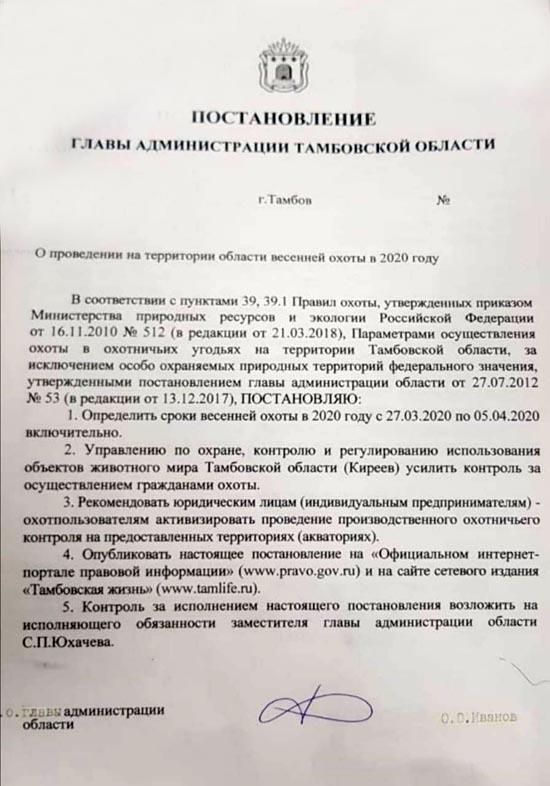 ПОСТАНОВЛЕНИЕ
ГЛАВЫ АДМИНИСТРАЦИИ ТАМБОВСКОЙ ОБЛАСТИ
г.Тамбов №
О проведении на территории области весенней охоты в 2020 году
В соответствии с пунктами 39, 39.1 Правил охоты, утвержденных приказом
Министерства природных ресурсов и экологии Российской Федерации
от 16.11.2010 № 512 (в редакции от 21.03.2018), Параметрами осуществления
охоты в охотничьих угодьях на территории Тамбовской области, за
исключением особо охраняемых природных территорий федерального значения,
утвержденными постановлением главы администрации области от 27.07.2012
№ 53 (в редакции от 13.12.2017), ПОСТАНОВЛЯЮ:
1. Определить сроки весенней охоты в 2020 году с 27.03.2020 по 05.04.2020
включительно.
2. Управлению по охране, контролю и регулированию использования
объектов животного мира Тамбовской области (Киреев) усилить контроль за
осуществлением гражданами охоты.
3. Рекомендовать юридическим лицам (индивидуальным предпринимателям) -
охотпользователям активизировать проведение производственного охотничьего
контроля на предоставленных территориях (акваториях).
4. Опубликовать настоящее постановление на «Официальном интернет-
портале правовой информации» (www.pravo.gov.ru) и на сайте сетевого издания
«Тамбовская жизнь» (www.tamlife.ru).
5. Контроль за исполнением настоящего постановления возложить на
исполняющего обязанности заместителя главы администрации области
С.П.Юхачева.
.о.главы администрации
области О.О.Иванов